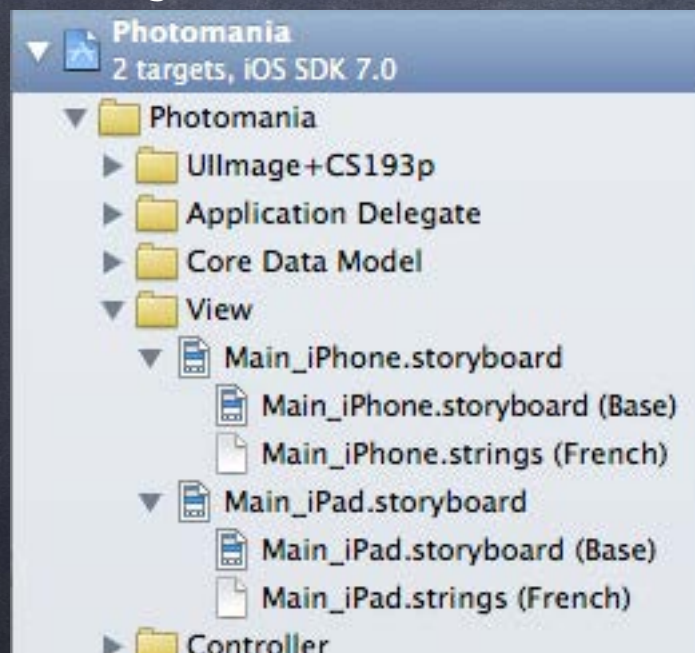 Photomania
2 targets, iOS SDK 7.0
Photomania
UIImage+CS193p
Application Delegate
Core Data Model
View
Main_iPhone.storyboard
Main_iPhone.storyboard (Base)
Main_iPhone.strings (French)
Main_iPad.storyboard
Main_iPad.storyboard (Base)
Main_iPad.strings (French)
Controller